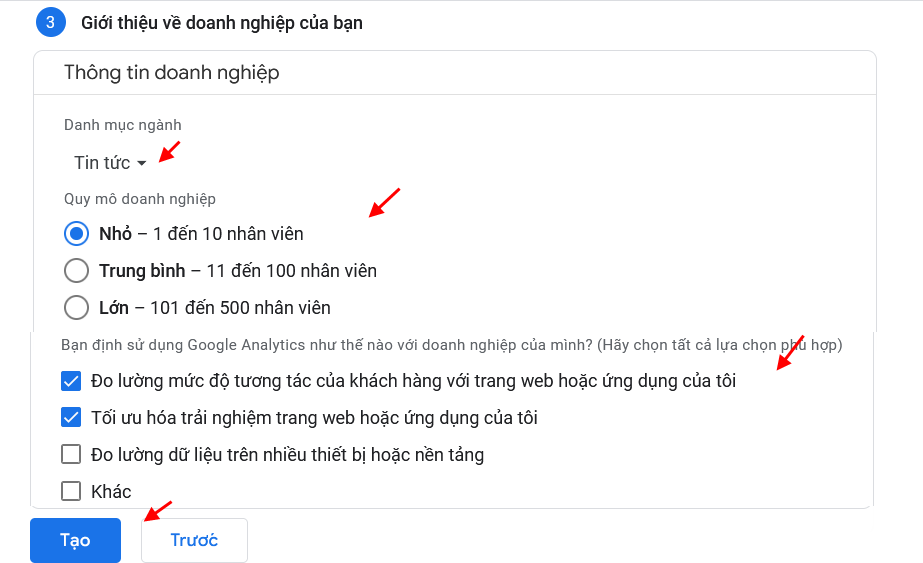 3 Giới thiệu về doanh nghiệp của bạn
Thông tin doanh nghiệp
Danh mục ngành
Tin tức
Quy mô doanh nghiệp
Nhỏ – 1 đến 10 nhân viên
Trung bình – 11 đến 100 nhân viên
Lớn – 101 đến 500 nhân viên
Bạn định sử dụng Google Analytics như thế nào với doanh nghiệp của mình? (Hãy chọn tất cả lựa chọn phù hợp)
Đo lường mức độ tương tác của khách hàng với trang web hoặc ứng dụng của tôi
Tối ưu hóa trải nghiệm trang web hoặc ứng dụng của tôi
Đo lường dữ liệu trên nhiều thiết bị hoặc nền tảng
Khác
Tạo Trước